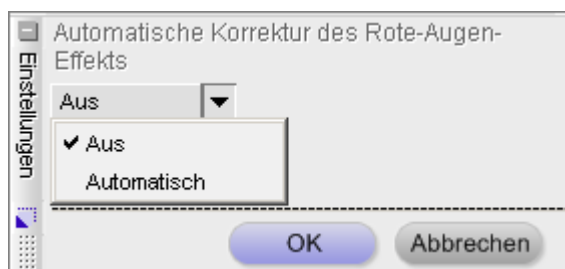 Einstellungen
Automatische Korrektur des Rote-Augen-
Effekts
Aus
Aus
Automatisch
OK
Abbrechen